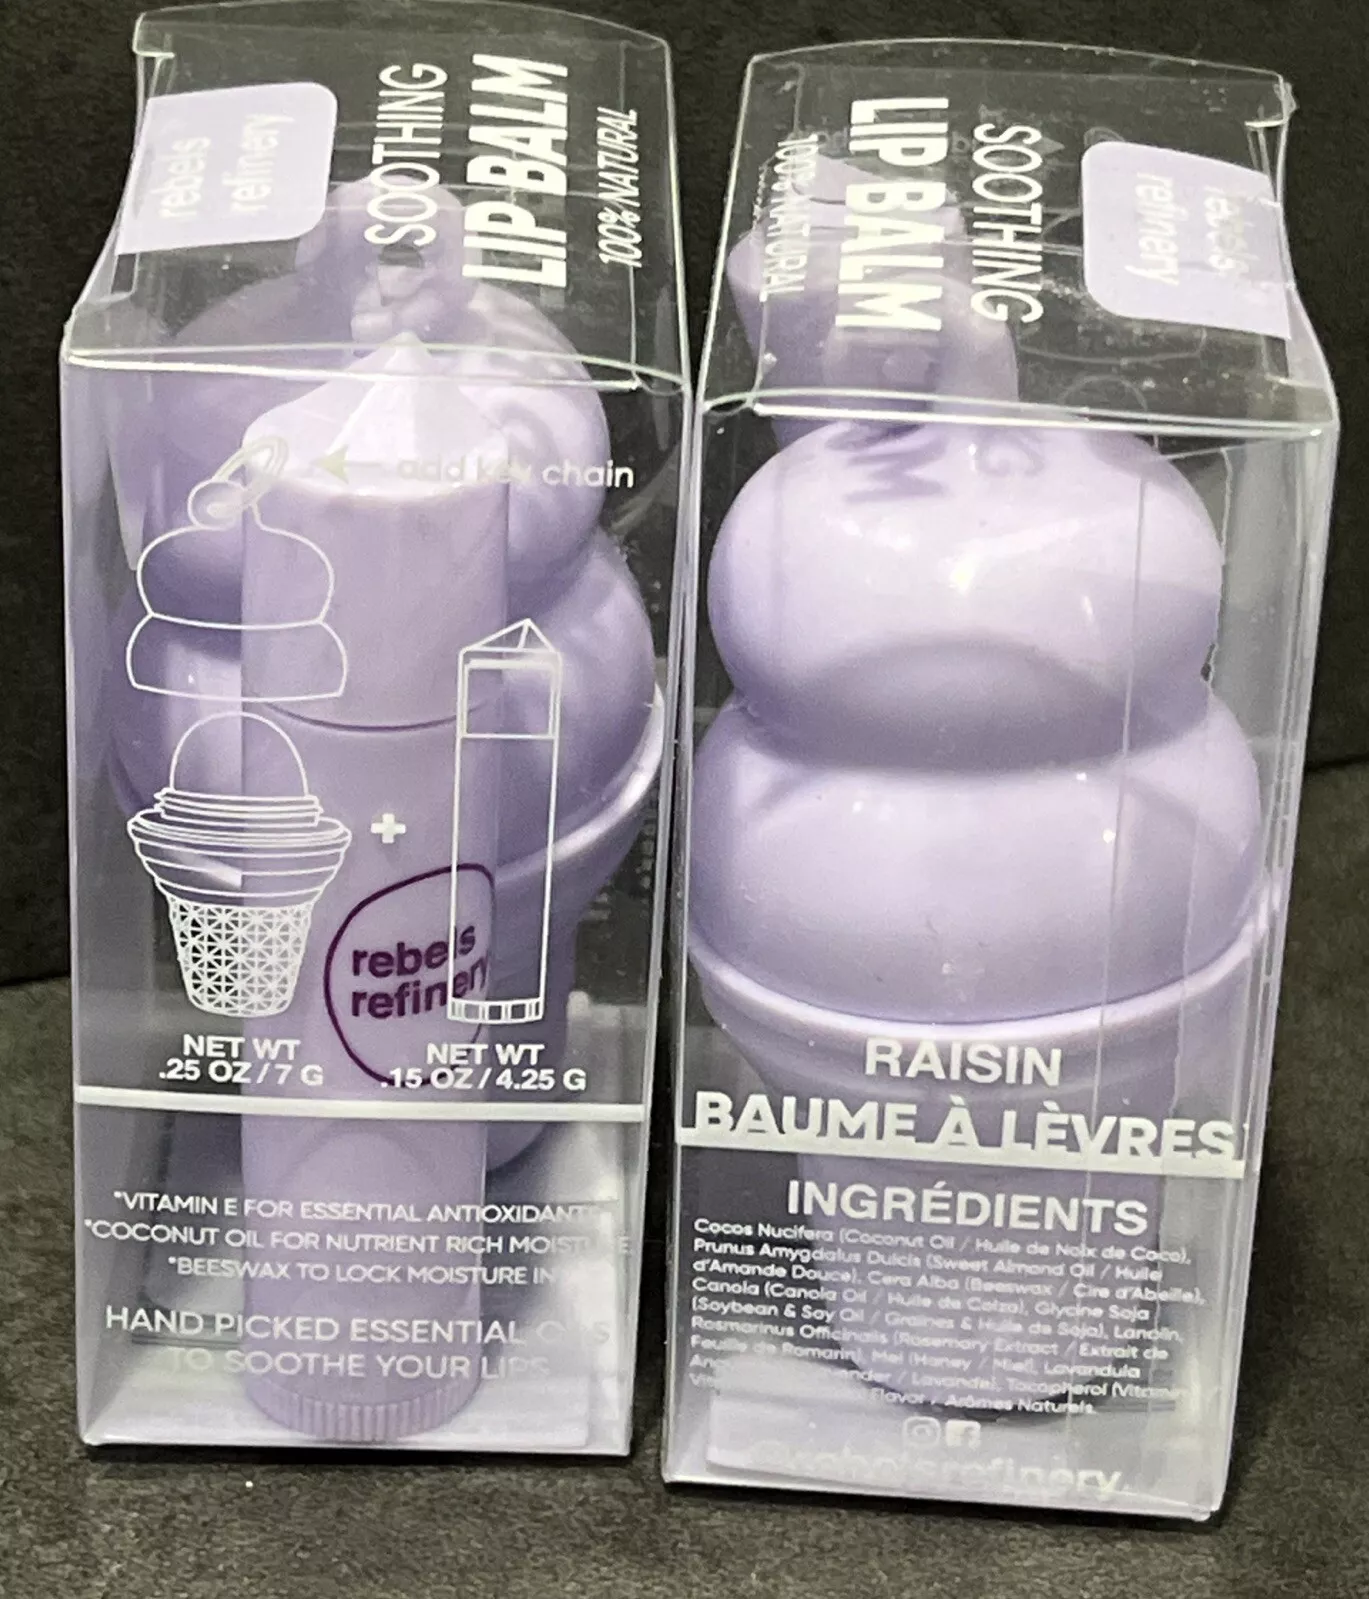 rebels
refinery
SOOTHING
LIP BALM
100% NATURAL
add key chain
+
rebels
refinery
NET WT
.25 OZ / 7 G
NET WT
.15 OZ / 4.25 G
*VITAMIN E FOR ESSENTIAL ANTIOXIDANT
*COCONUT OIL FOR NUTRIENT RICH MOISTURE
*BEESWAX TO LOCK MOISTURE IN
HAND PICKED ESSENTIAL OILS
TO SOOTHE YOUR LIPS
rebels
refinery
SOOTHING
LIP BALM
100% NATURAL
RAISIN
BAUME À LÈVRES
INGRÉDIENTS
Cocos Nucifera (Coconut Oil / Huile de Noix de Coco),
Prunus Amygdalus Dulcis (Sweet Almond Oil / Huile
d'Amande Douce), Cera Alba (Beeswax / Cire d'Abeille),
Canola (Canola Oil / Huile de Colza), Glycine Soja
(Soybean & Soy Oil / Graines & Huile de Soja), Lanolin,
Rosmarinus Officinalis (Rosemary Extract / Extrait de
Feuille de Romarin), Mel (Honey / Miel), Lavandula
/ Lavande), Tocopherol (Vitamin
Flavor / Arômes Naturels.
@rebelsrefinery